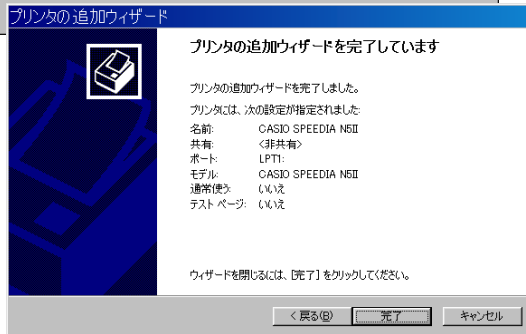 プリンタの追加ウィザード
プリンタの追加ウィザードを完了しています
プリンタの追加ウィザードを完了しました。
プリンタには、次の設定が指定されました:
名前: CASIO SPEEDIA N5II
共有: <非共有>
ポート: LPT1:
モデル: CASIO SPEEDIA N5II
通常使う: いいえ
テスト ページ: いいえ
ウィザードを閉じるには、[完了] をクリックしてください。
< 戻る(B) 完了 キャンセル